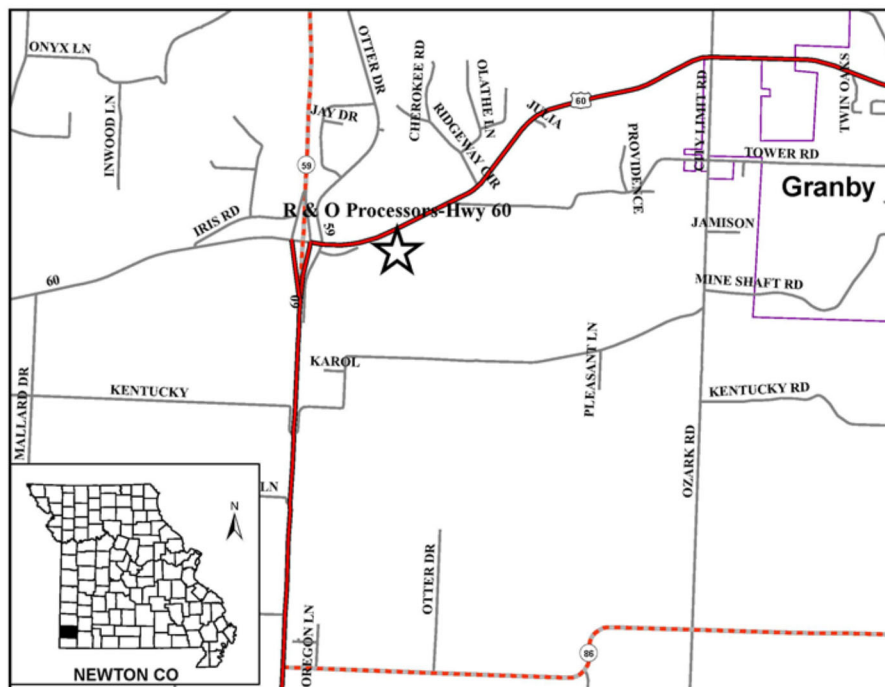 ONYX LN
INWOOD LN
OTTER DR
JAY DR
CHEROKEE RD
OLATHE LN
RIDGEWAY CIR
JULIA
60
CITY LIMIT RD
TWIN OAKS
59
PROVIDENCE
TOWER RD
Granby
IRIS RD
R & O Processors-Hwy 60
59
JAMISON
60
MINE SHAFT RD
60
KAROL
PLEASANT LN
MALLARD DR
KENTUCKY
KENTUCKY RD
OZARK RD
LN
N
OTTER DR
OREGON LN
86
NEWTON CO